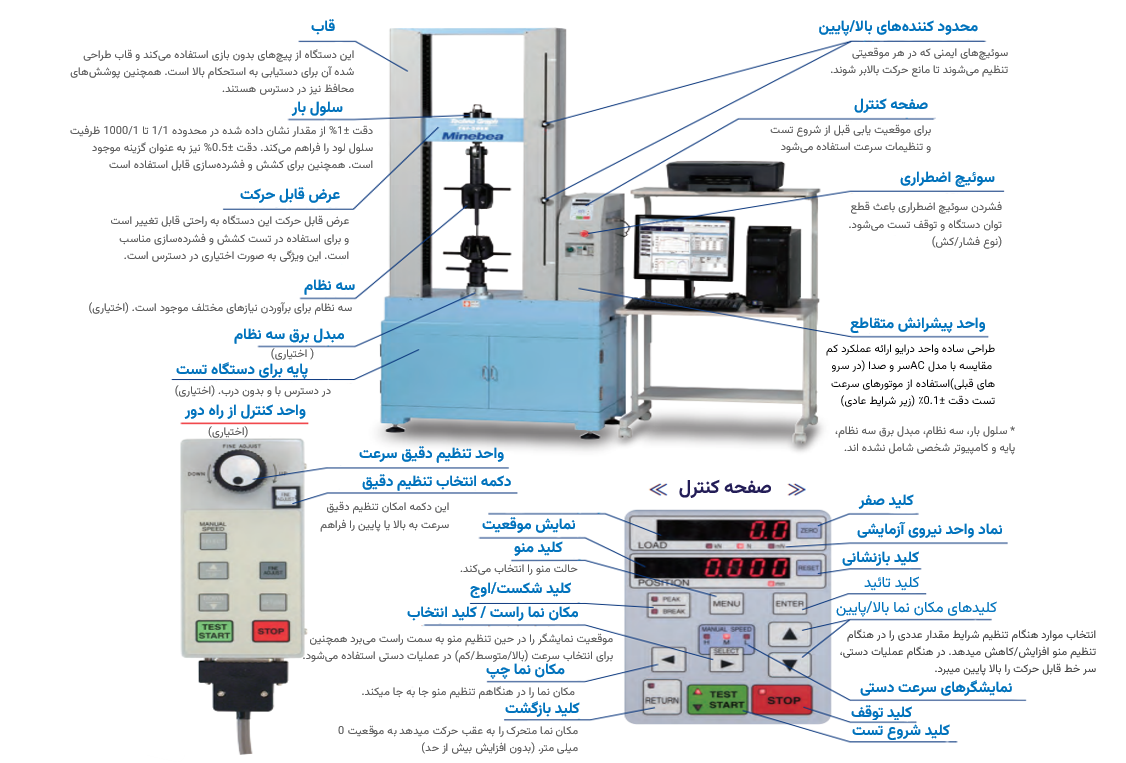 قاب
این دستگاه از پیچ‌های بدون بازی استفاده می‌کند و قاب طراحی
شده آن برای دستیابی به استحکام بالا است. همچنین پوشش‌های
محافظ نیز در دسترس هستند.
سلول بار
دقت ±1% از مقدار نشان داده شده در محدوده 1/1 تا 1000/1 ظرفیت
سلول لود را فراهم می‌کند. دقت ±0.5% نیز به عنوان گزینه موجود
است. همچنین برای کشش و فشرده‌سازی قابل استفاده است
عرض قابل حرکت
عرض قابل حرکت این دستگاه به راحتی قابل تغییر است
و برای استفاده در تست کشش و فشرده‌سازی مناسب
است. این ویژگی به صورت اختیاری در دسترس است.
سه نظام
سه نظام برای برآوردن نیازهای مختلف موجود است. (اختیاری)
مبدل برق سه نظام
( اختیاری)
پایه برای دستگاه تست
در دسترس با و بدون درب. (اختیاری)
واحد کنترل از راه دور
(اختیاری)
Minebea
محدود کننده‌های بالا/پایین
سوئیچ‌های ایمنی که در هر موقعیتی
تنظیم می‌شوند تا مانع حرکت بالابر شوند.
صفحه کنترل
برای موقعیت یابی قبل از شروع تست
و تنظیمات سرعت استفاده می‌شود
سوئیچ اضطراری
فشردن سوئیچ اضطراری باعث قطع
توان دستگاه و توقف تست می‌شود.
(نوع فشار/کش)
واحد پیشرانش متقاطع
طراحی ساده واحد درایو ارائه عملکرد کم
مقایسه با مدل ACسر و صدا (در سرو
های قبلی)استفاده از موتورهای سرعت
تست دقت ±0.1٪ (زیر شرایط عادی)
* سلول بار، سه نظام، مبدل برق سه نظام،
پایه و کامپیوتر شخصی شامل نشده اند.
FINE ADJUST
DOWN
UP
FINE
ADJUST
MANUAL
SPEED
TEST
START
STOP
واحد تنظیم دقیق سرعت
دکمه انتخاب تنظیم دقیق
این دکمه امکان تنظیم دقیق
سرعت به بالا یا پایین را فراهم
صفحه کنترل
نمایش موقعیت
کلید منو
حالت منو را انتخاب می‌کند.
کلید شکست/اوج
مکان نما راست / کلید انتخاب
موقعیت نمایشگر را در حین تنظیم منو به سمت راست می‌برد همچنین
برای انتخاب سرعت (بالا/متوسط/کم) در عملیات دستی استفاده می‌شود.
مکان نما چپ
مکان نما را در هنگاهم تنظیم منو جا به جا میکند.
کلید بازگشت
مکان نما متحرک را به عقب حرکت میدهد به موقعیت 0
میلی متر. (بدون افزایش بیش از حد)
0.0
ZERO
LOAD
kN
N
mN
0.000
RESET
POSITION
mm
PEAK
BREAK
MENU
ENTER
MANUAL SPEED
H
M
L
SELECT
RETURN
TEST
START
STOP
کلید صفر
نماد واحد نیروی آزمایشی
کلید بازنشانی
کلید تائید
کلیدهای مکان نما بالا/پایین
انتخاب موارد هنگام تنظیم شرایط مقدار عددی را در هنگام
تنظیم منو افزایش/کاهش میدهد. در هنگام عملیات دستی،
سر خط قابل حرکت را بالا پایین میبرد.
نمایشگرهای سرعت دستی
کلید توقف
کلید شروع تست